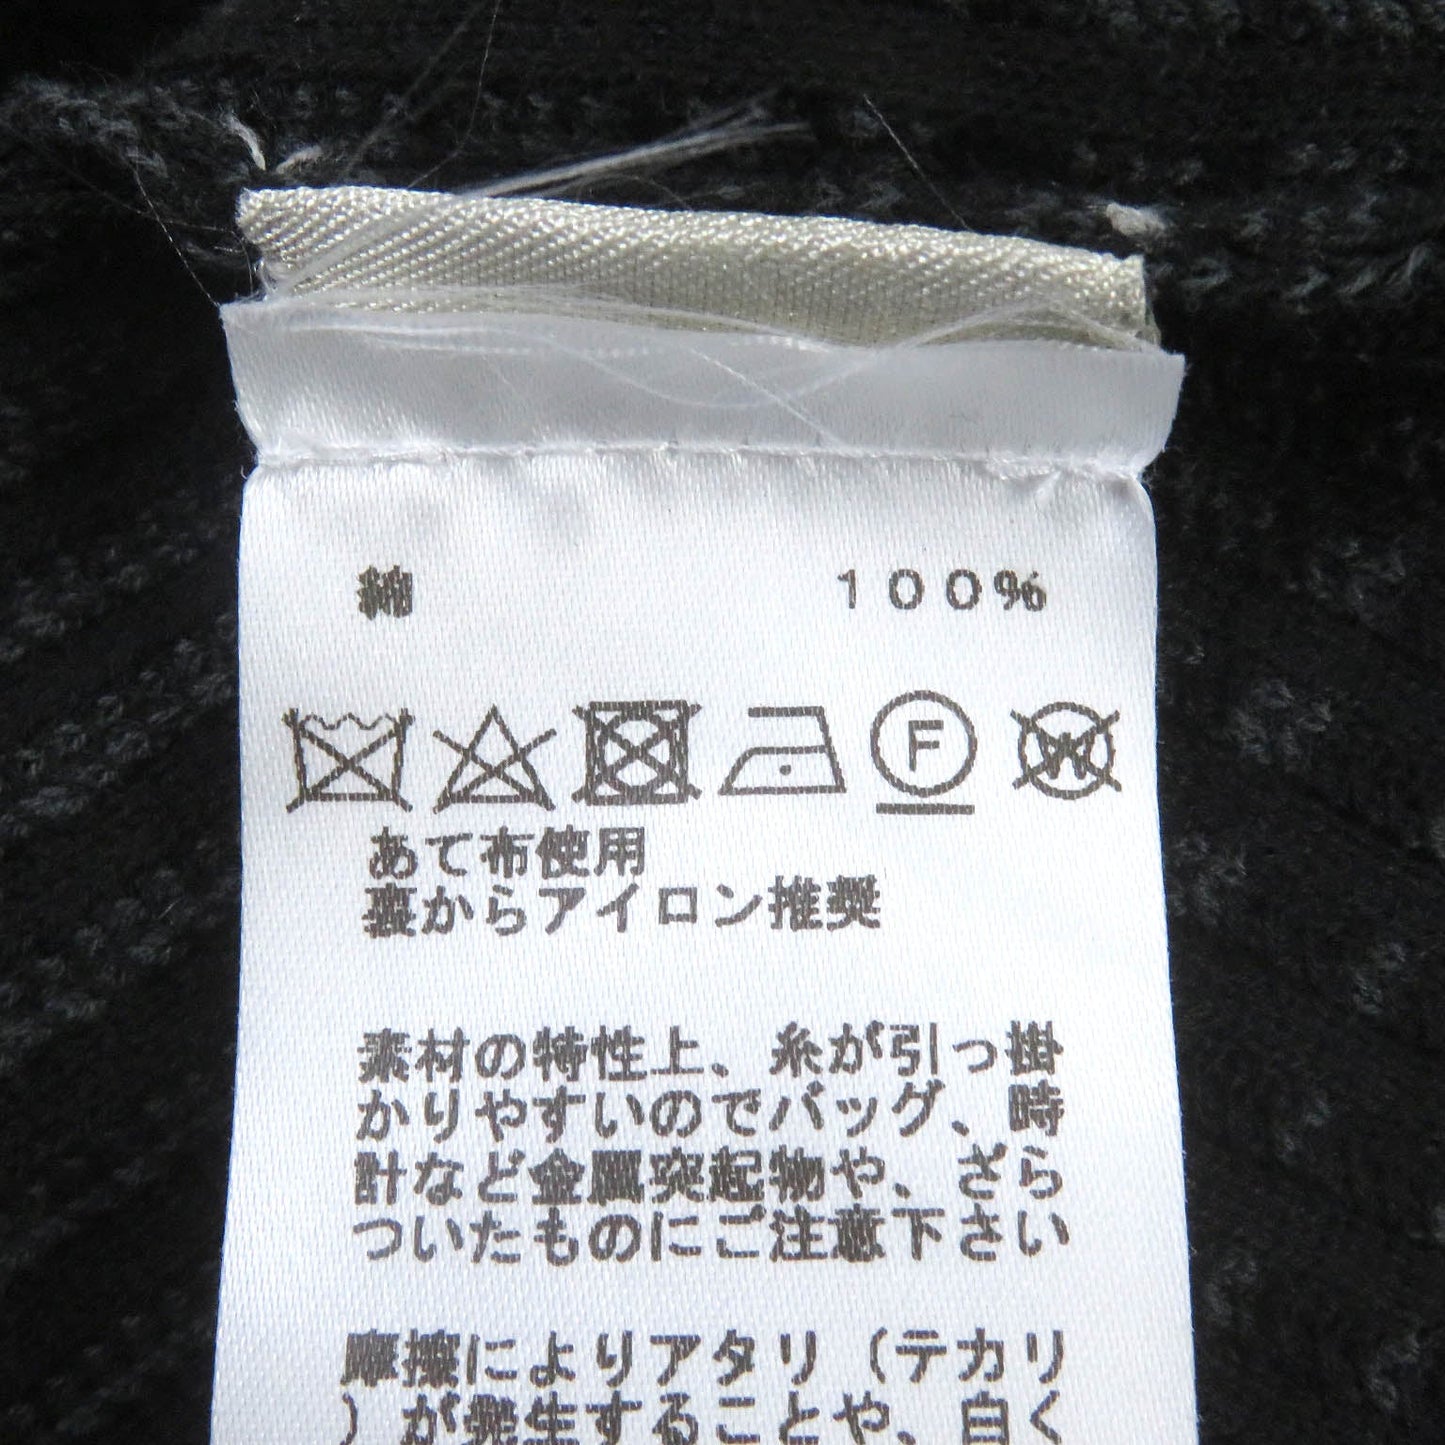 綿 100%
F W
あて布使用
裏からアイロン推奨
素材の特性上、糸が引っ掛
かりやすいのでバッグ、時
計など金属突起物や、ざら
ついたものにご注意下さい
摩擦によりアタリ（テカリ
）が発生することや、白く